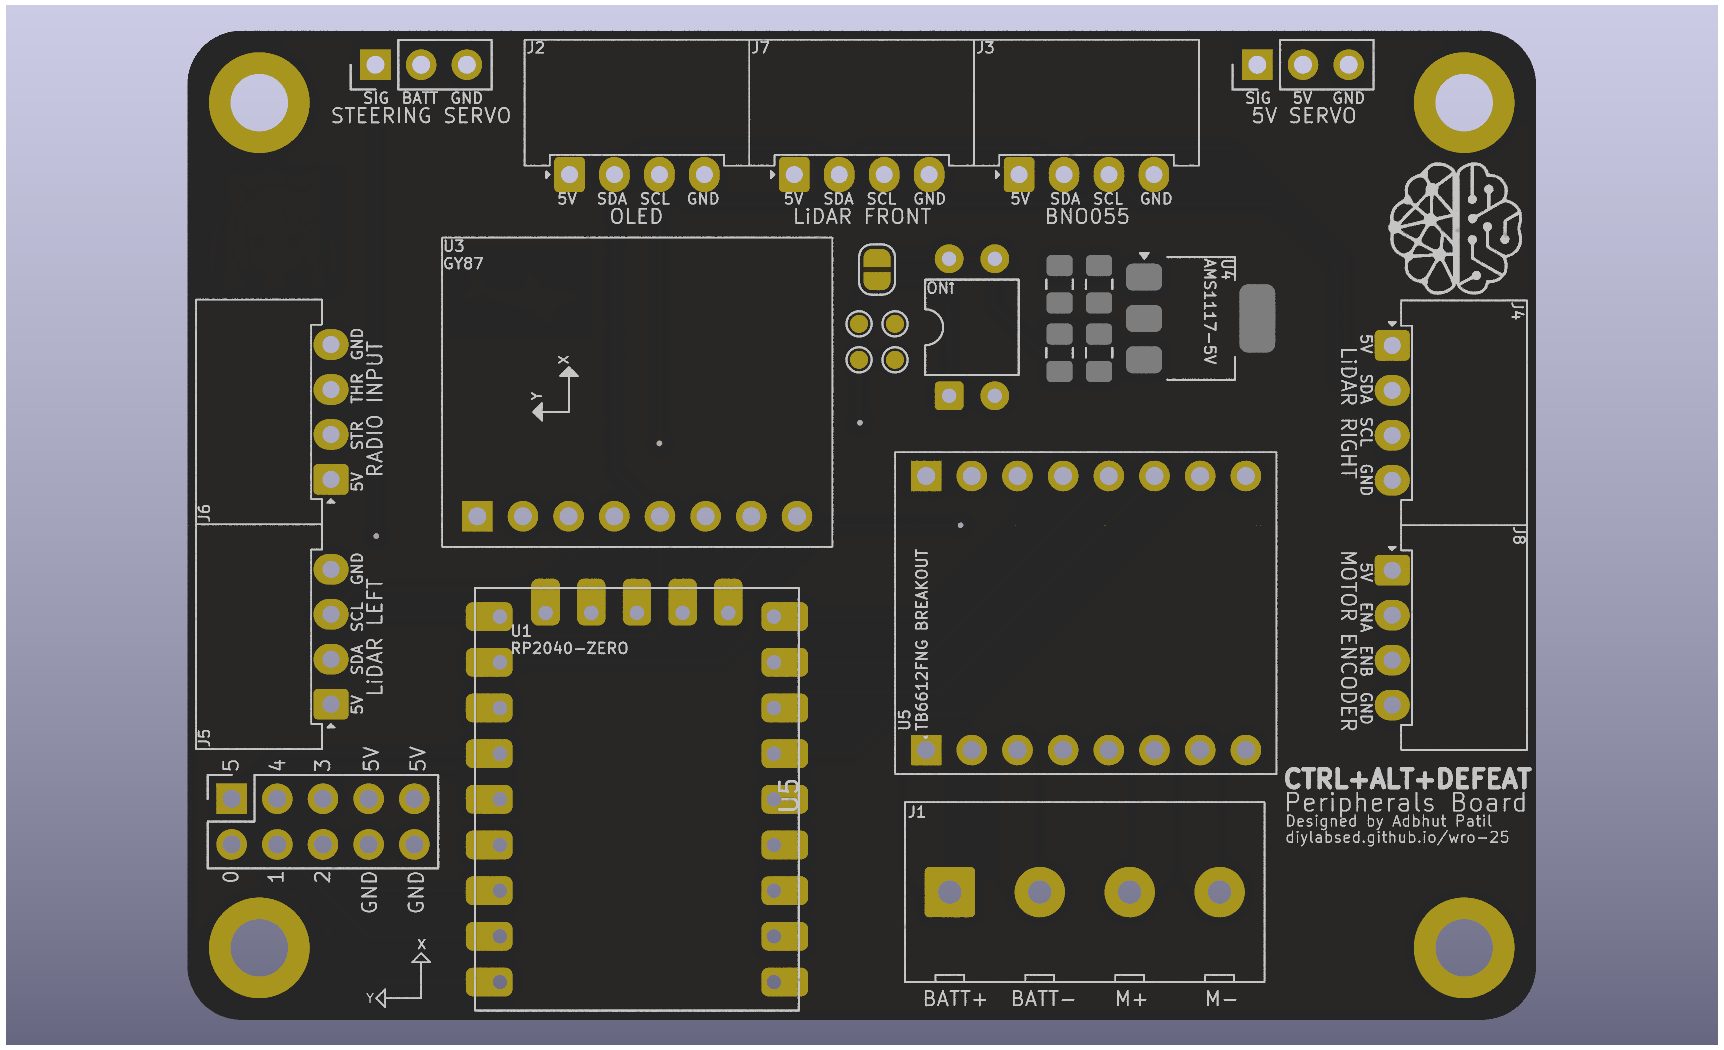 J2
J7
J3
SIG BATT GND
STEERING SERVO
SIG 5V GND
5V SERVO
5V SDA SCL GND
OLED
5V SDA SCL GND
LiDAR FRONT
5V SDA SCL GND
BNO055
U3
GY87
X
Y
ON
1
U4
AMS1117-5V
GND THR STR 5V
RADIO INPUT
J6
GND SCL SDA 5V
LiDAR LEFT
J5
J4
5V SDA SCL GND
LiDAR RIGHT
J8
5V ENA ENB GND
MOTOR ENCODER
U1
RP2040-ZERO
U5
U5
TB6612FNG BREAKOUT
5 4 3 5V 5V
0 1 2 GND GND
X
Y
J1
BATT+ BATT- M+ M-
CTRL+ALT+DEFEAT
Peripherals Board
Designed by Adbhut Patil
diylabsed.github.io/wro-25